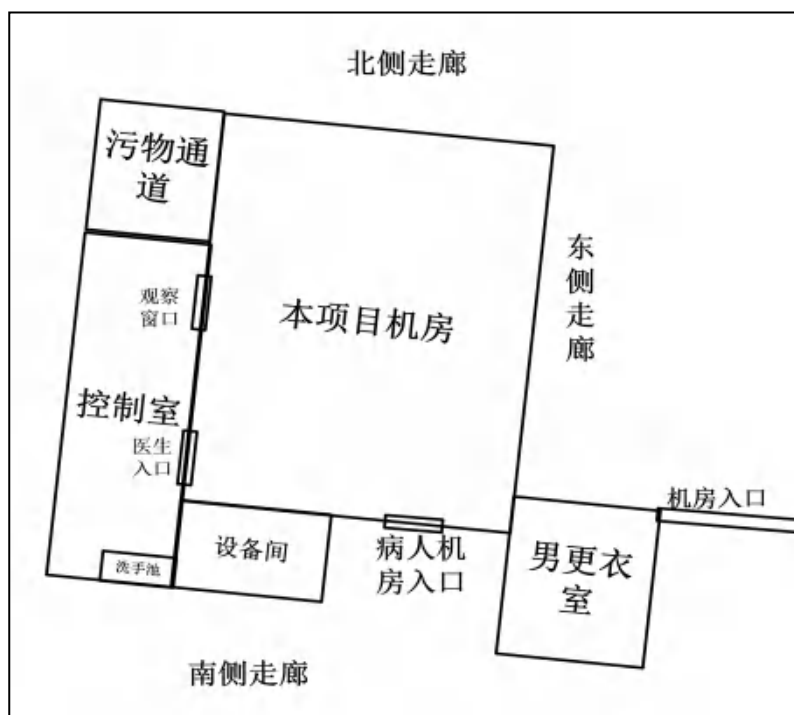 北侧走廊
污物通
道
观察
窗口
本项目机房
东
侧
走
廊
控制室
医生
入口
机房入口
设备间
病人机
房入口
男更衣
室
洗手池
南侧走廊